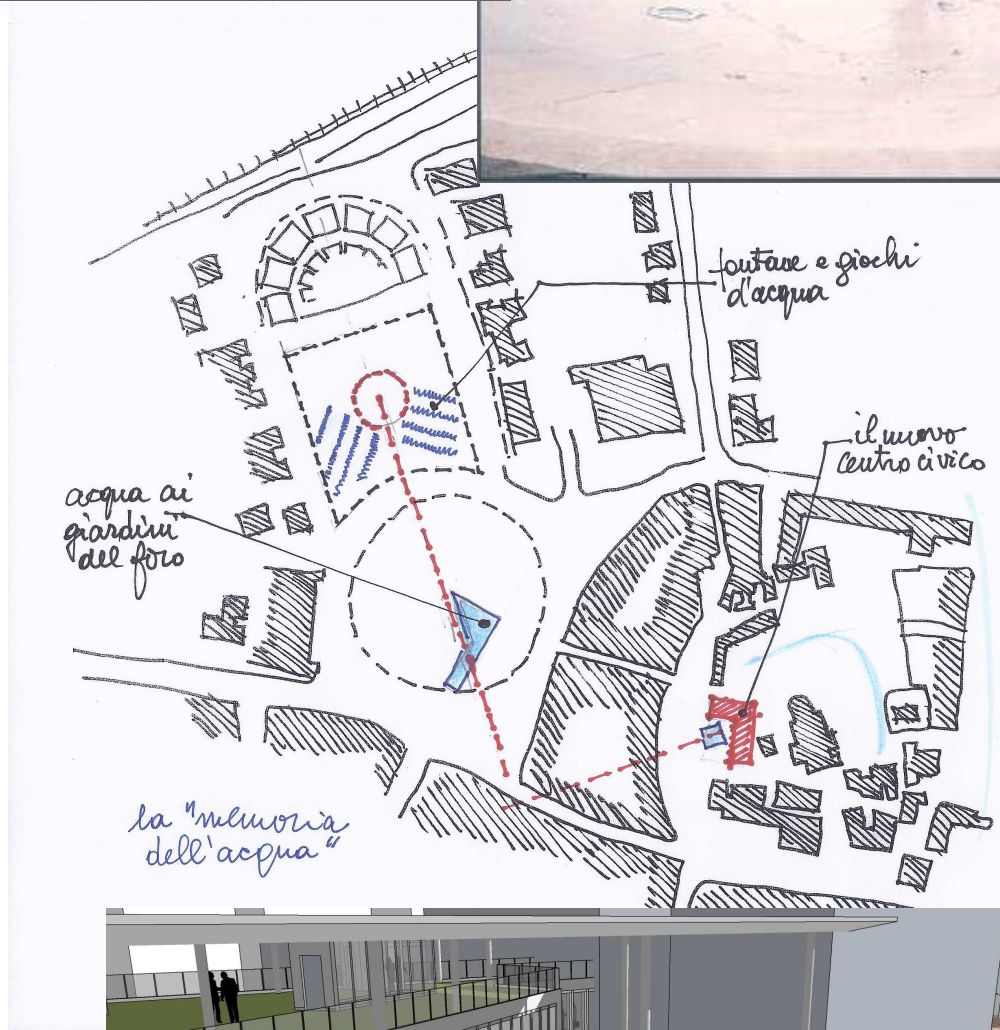 fontane e giochi
d'acqua
il nuovo
centro civico
acqua ai
giardini
del foro
la "memoria
dell'acqua"